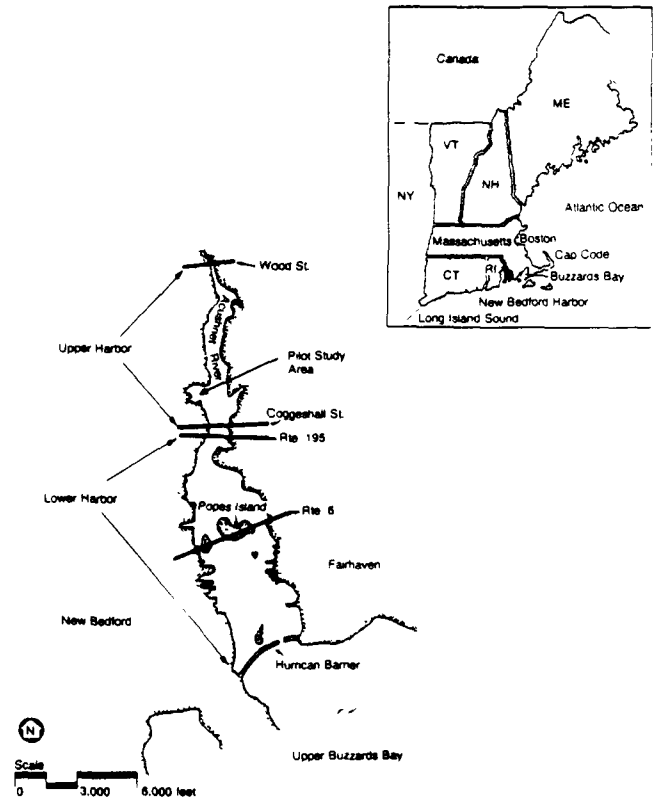 Canada
ME
VT
NH
NY
Atlantic Ocean
Massachusetts
Boston
Cap Code
CT
RI
Buzzards Bay
New Bedford Harbor
Long Island Sound
Wood St.
Acushnet River
Upper Harbor
Pilot Study
Area
Coggeshall St.
Rte 195
Lower Harbor
Popes Island
Rte 6
Fairhaven
New Bedford
Hurrican Barrier
N
Upper Buzzards Bay
Scale
0 3,000 6,000 feet